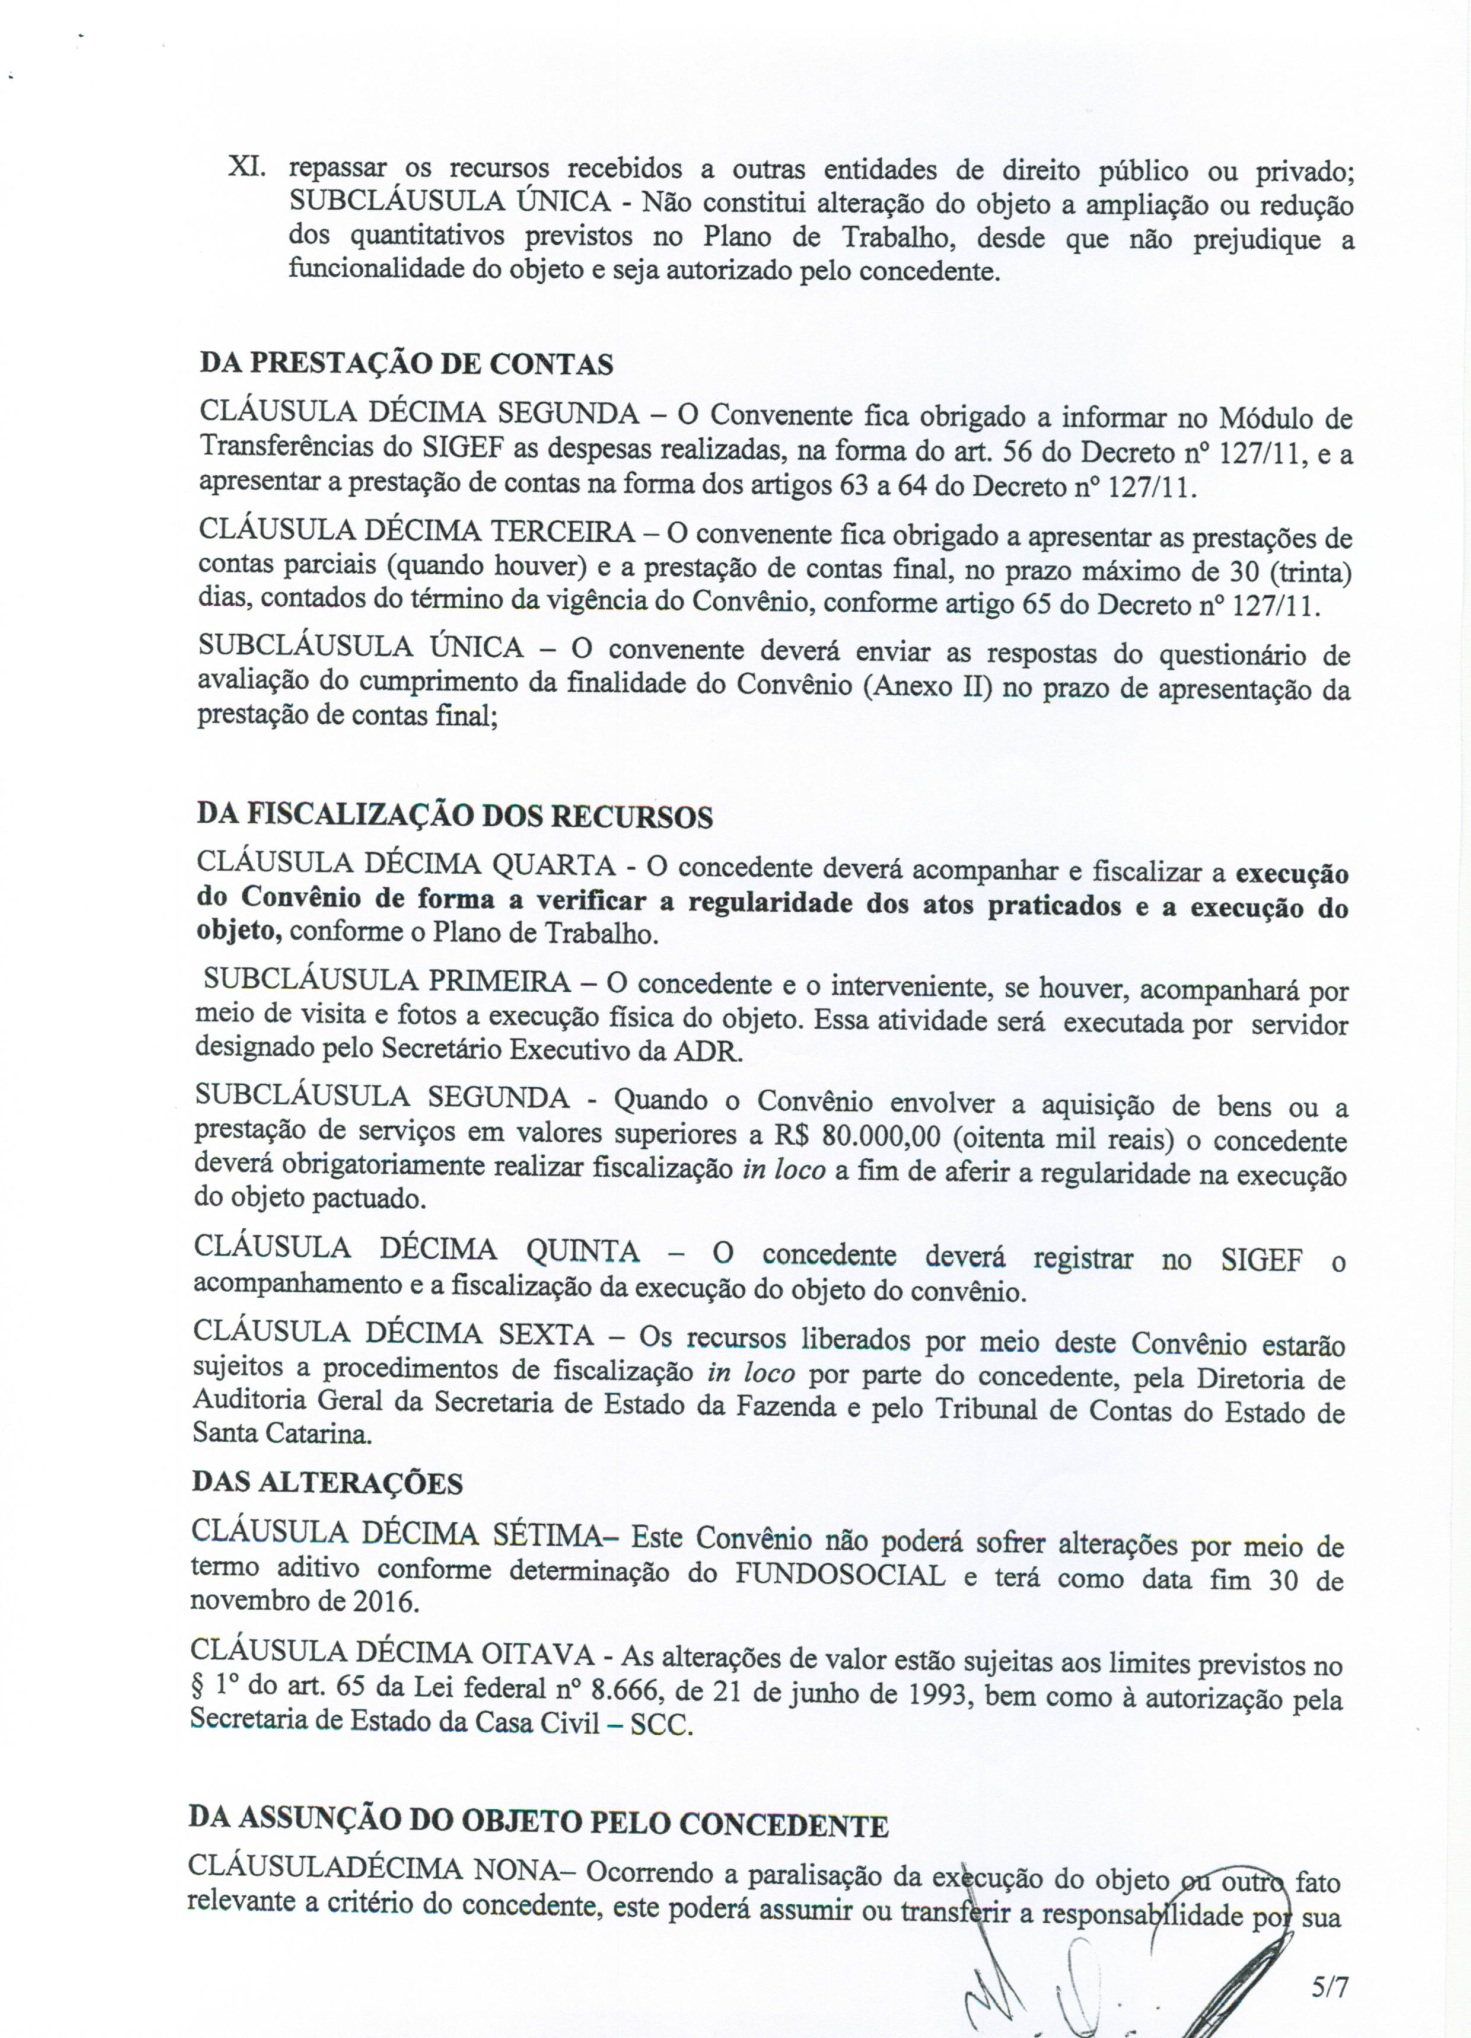 XI. repassar os recursos recebidos a outras entidades de direito público ou privado;
SUBCLÁUSULA ÚNICA - Não constitui alteração do objeto a ampliação ou redução
dos quantitativos previstos no Plano de Trabalho, desde que não prejudique a
funcionalidade do objeto e seja autorizado pelo concedente.
DA PRESTAÇÃO DE CONTAS
CLÁUSULA DÉCIMA SEGUNDA – O Convenente fica obrigado a informar no Módulo de
Transferências do SIGEF as despesas realizadas, na forma do art. 56 do Decreto nº 127/11, e a
apresentar a prestação de contas na forma dos artigos 63 a 64 do Decreto nº 127/11.
CLÁUSULA DÉCIMA TERCEIRA – O convenente fica obrigado a apresentar as prestações de
contas parciais (quando houver) e a prestação de contas final, no prazo máximo de 30 (trinta)
dias, contados do término da vigência do Convênio, conforme artigo 65 do Decreto nº 127/11.
SUBCLÁUSULA ÚNICA – O convenente deverá enviar as respostas do questionário de
avaliação do cumprimento da finalidade do Convênio (Anexo II) no prazo de apresentação da
prestação de contas final;
DA FISCALIZAÇÃO DOS RECURSOS
CLÁUSULA DÉCIMA QUARTA - O concedente deverá acompanhar e fiscalizar a execução
do Convênio de forma a verificar a regularidade dos atos praticados e a execução do
objeto, conforme o Plano de Trabalho.
SUBCLÁUSULA PRIMEIRA – O concedente e o interveniente, se houver, acompanhará por
meio de visita e fotos a execução física do objeto. Essa atividade será executada por servidor
designado pelo Secretário Executivo da ADR.
SUBCLÁUSULA SEGUNDA - Quando o Convênio envolver a aquisição de bens ou a
prestação de serviços em valores superiores a R$ 80.000,00 (oitenta mil reais) o concedente
deverá obrigatoriamente realizar fiscalização in loco a fim de aferir a regularidade na execução
do objeto pactuado.
CLÁUSULA DÉCIMA QUINTA – O concedente deverá registrar no SIGEF o
acompanhamento e a fiscalização da execução do objeto do convênio.
CLÁUSULA DÉCIMA SEXTA – Os recursos liberados por meio deste Convênio estarão
sujeitos a procedimentos de fiscalização in loco por parte do concedente, pela Diretoria de
Auditoria Geral da Secretaria de Estado da Fazenda e pelo Tribunal de Contas do Estado de
Santa Catarina.
DAS ALTERAÇÕES
CLÁUSULA DÉCIMA SÉTIMA– Este Convênio não poderá sofrer alterações por meio de
termo aditivo conforme determinação do FUNDOSOCIAL e terá como data fim 30 de
novembro de 2016.
CLÁUSULA DÉCIMA OITAVA - As alterações de valor estão sujeitas aos limites previstos no
§ 1º do art. 65 da Lei federal nº 8.666, de 21 de junho de 1993, bem como à autorização pela
Secretaria de Estado da Casa Civil – SCC.
DA ASSUNÇÃO DO OBJETO PELO CONCEDENTE
CLÁUSULADÉCIMA NONA– Ocorrendo a paralisação da execução do objeto ou outro fato
relevante a critério do concedente, este poderá assumir ou transferir a responsabilidade por sua
5/7